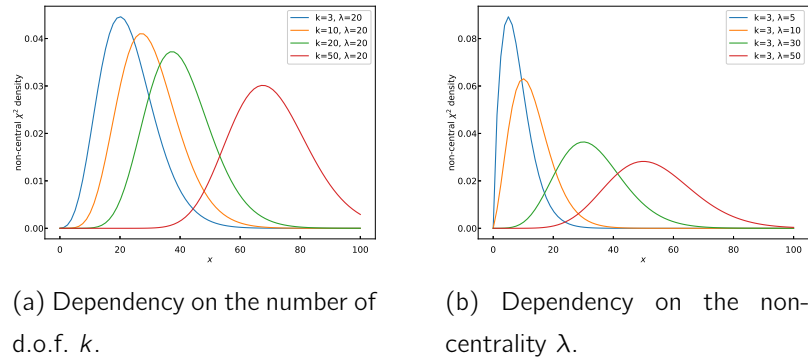 k=3, λ=20
k=10, λ=20
k=20, λ=20
k=50, λ=20
non-central χ² density
0.04
0.03
0.02
0.01
0.00
0
20
40
60
80
100
x
k=3, λ=5
k=3, λ=10
k=3, λ=30
k=3, λ=50
non-central χ² density
0.08
0.06
0.04
0.02
0.00
0
20
40
60
80
100
x
(a) Dependency on the number of
d.o.f. k.
(b) Dependency on the non-
centrality λ.